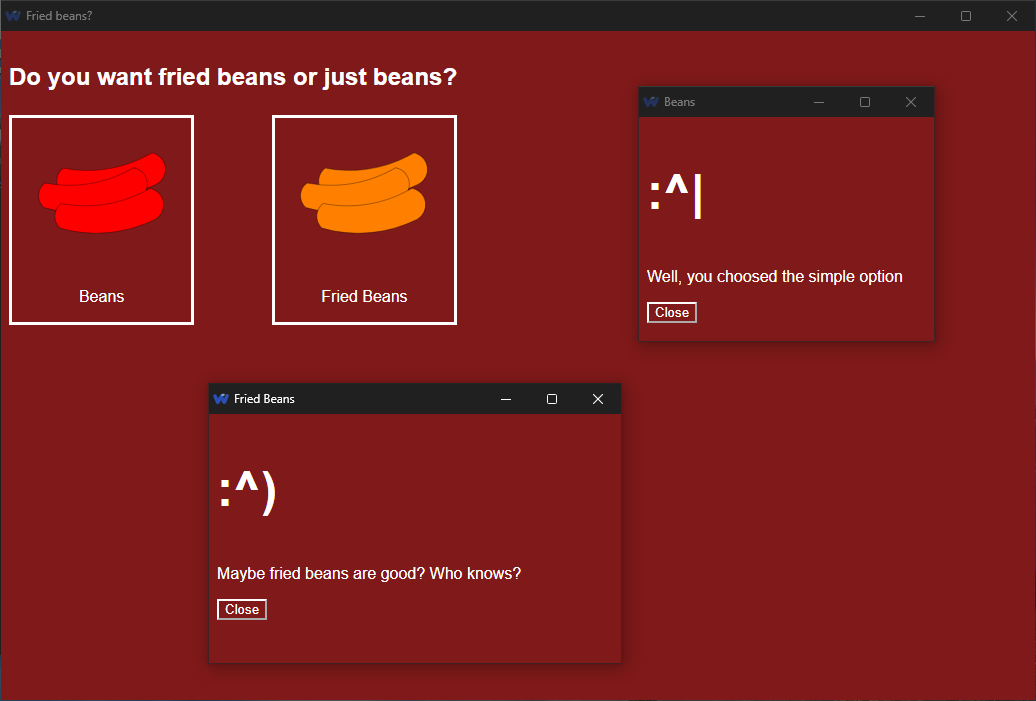 Fried beans?
Do you want fried beans or just beans?
Beans
Fried Beans
Beans
:^|
Well, you choosed the simple option
Close
Fried Beans
:^)
Maybe fried beans are good? Who knows?
Close